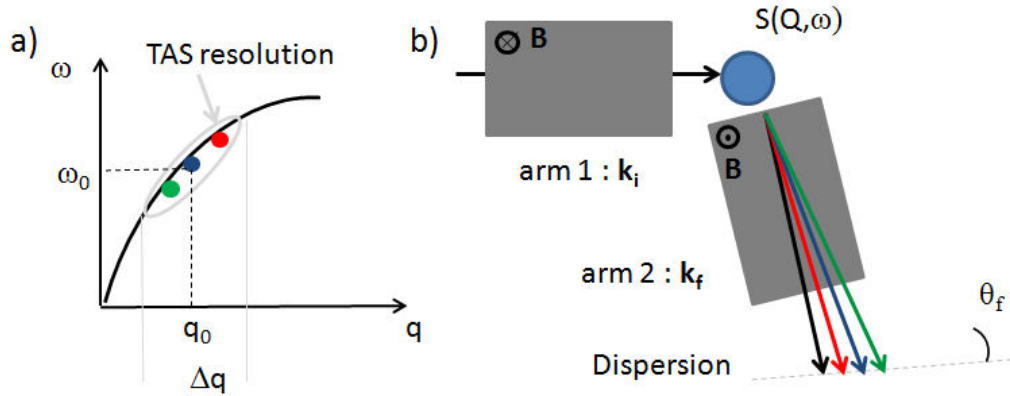 a)
ω
TAS resolution
ω0
q0
q
Δq
b)
B
S(Q,ω)
arm 1 : ki
B
arm 2 : kf
θf
Dispersion